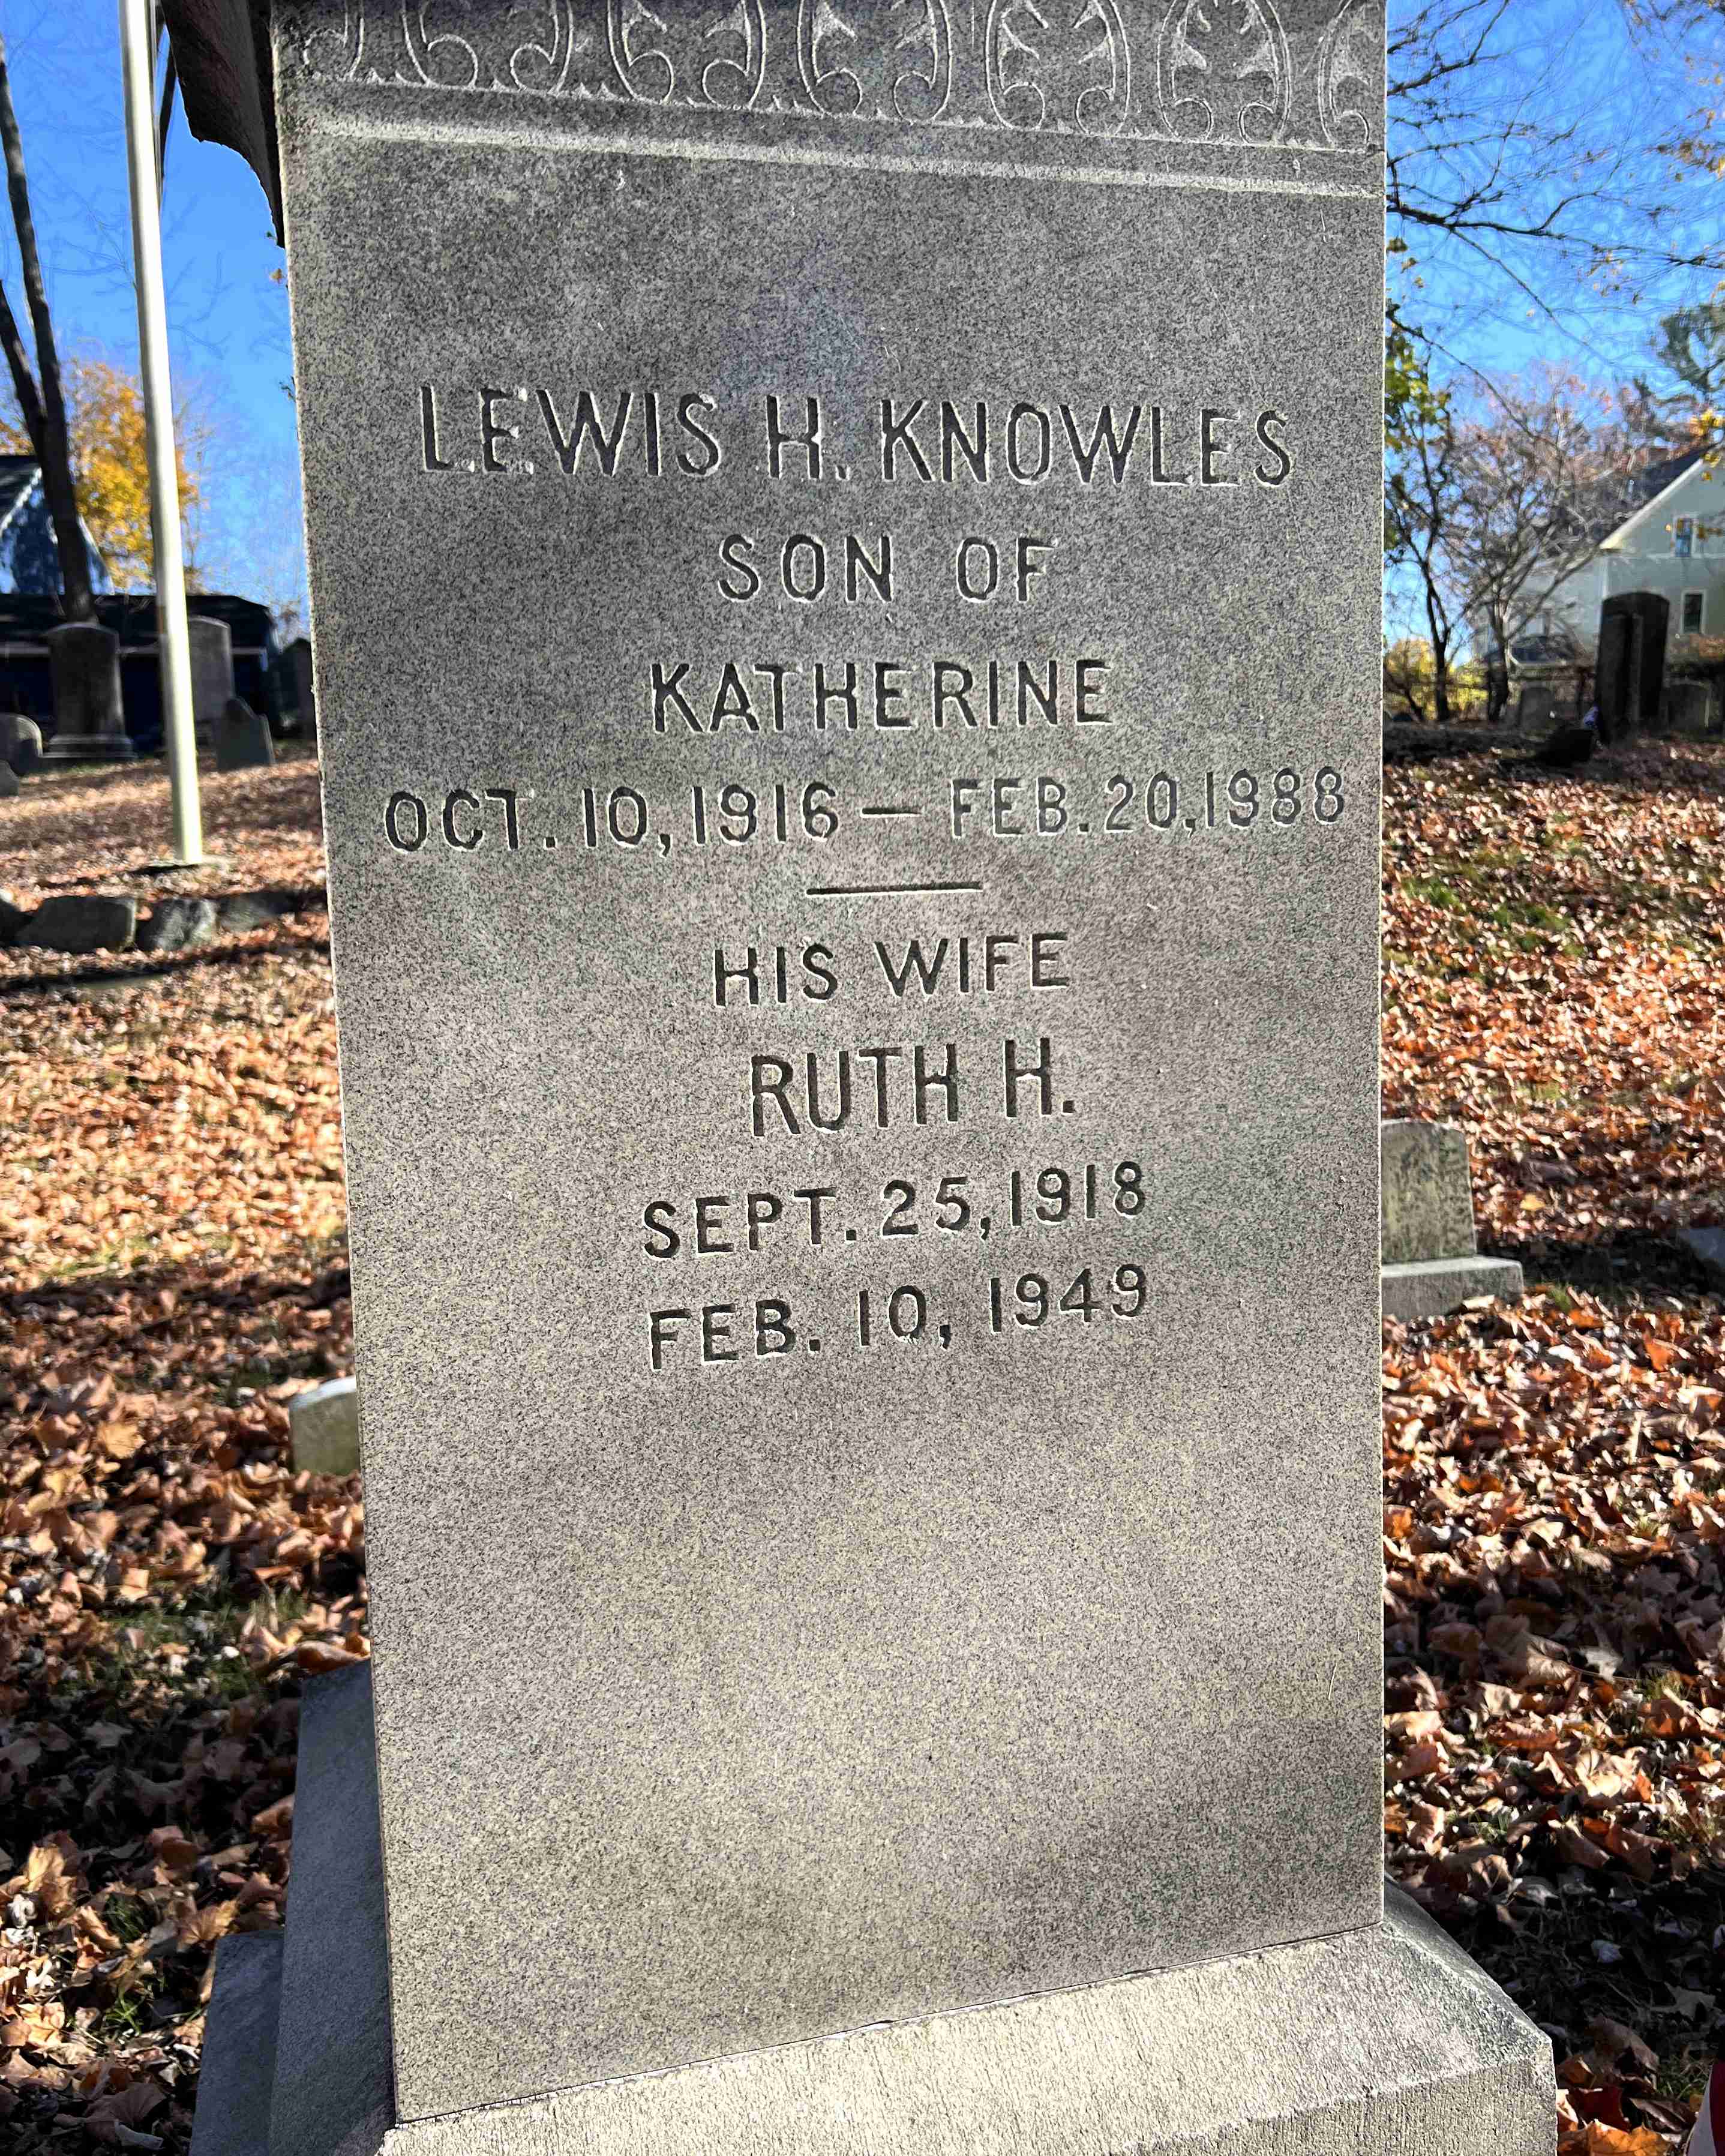 LEWIS H. KNOWLES
SON OF
KATHERINE
OCT. 10, 1916 — FEB. 20, 1988
HIS WIFE
RUTH H.
SEPT. 25, 1918
FEB. 10, 1949